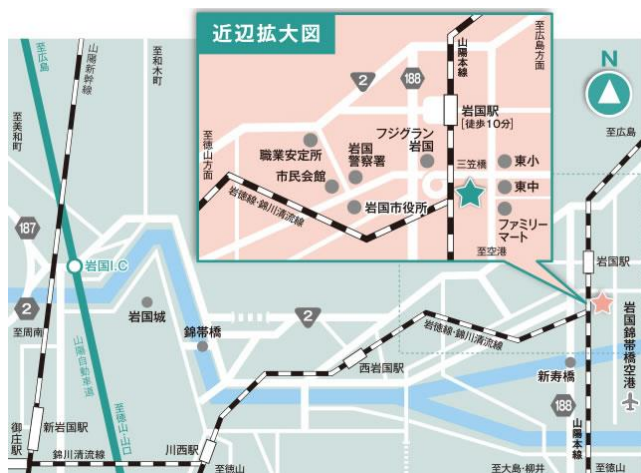 近辺拡大図
至広島方面
山陽本線
2
188
岩国駅
[徒歩10分]
至徳山方面
職業安定所
岩国
警察署
フジグラン
岩国
三笠橋
東小
市民会館
東中
岩徳線・錦川清流線
岩国市役所
ファミリー
マート
至空港
N
至広島
山陽新幹線
至和木町
至美和町
至広島
187
岩国I.C
岩国駅
2
岩国城
2
至周南
錦帯橋
岩徳線・錦川清流線
岩国錦帯橋空港
山陽自動車道
西岩国駅
新寿橋
至徳山・山口
188
山陽本線
御庄駅
新岩国駅
錦川清流線
川西駅
至徳山
至大島・柳井
至徳山